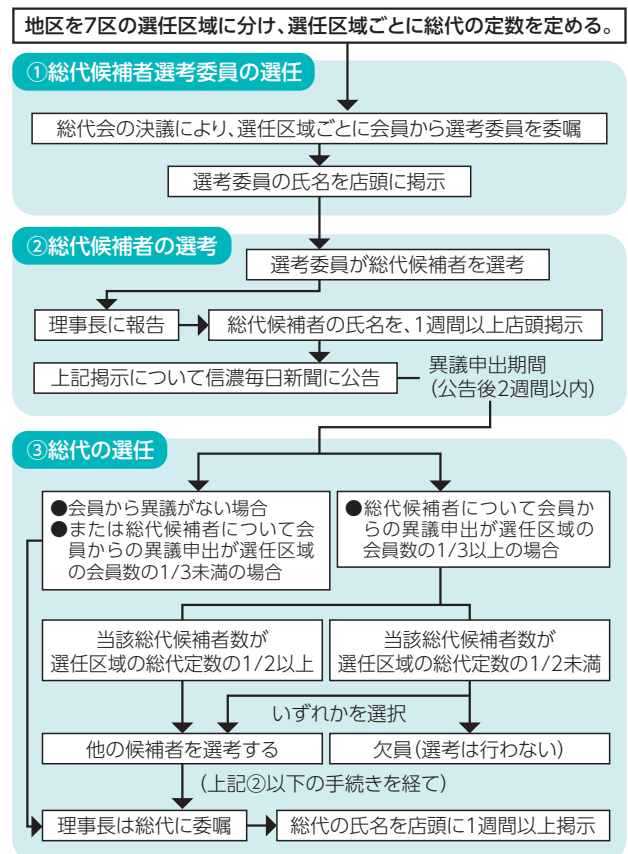 地区を7区の選任区域に分け、選任区域ごとに総代の定数を定める。
①総代候補者選考委員の選任
総代会の決議により、選任区域ごとに会員から選考委員を委嘱
選考委員の氏名を店頭に掲示
②総代候補者の選考
選考委員が総代候補者を選考
理事長に報告
総代候補者の氏名を、1週間以上店頭掲示
上記掲示について信濃毎日新聞に公告
異議申出期間
(公告後2週間以内)
③総代の選任
●会員から異議がない場合
●または総代候補者について会
員からの異議申出が選任区域
の会員数の1/3未満の場合
●総代候補者について会員か
らの異議申出が選任区域の
会員数の1/3以上の場合
当該総代候補者数が
選任区域の総代定数の1/2以上
当該総代候補者数が
選任区域の総代定数の1/2未満
いずれかを選択
他の候補者を選考する
欠員(選考は行わない)
(上記②以下の手続きを経て)
理事長は総代に委嘱
総代の氏名を店頭に1週間以上掲示